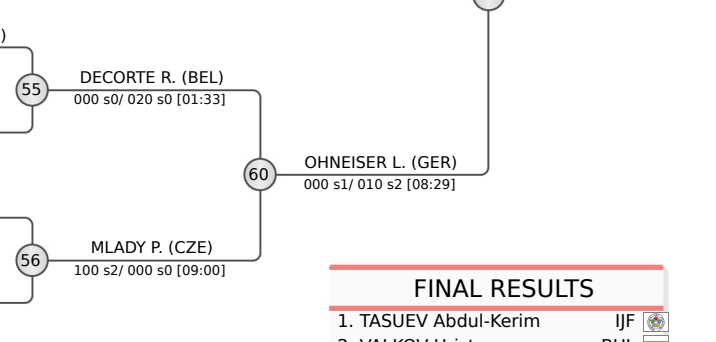 )
55
DECORTE R. (BEL)
000 s0/ 020 s0 [01:33]
60
OHNEISER L. (GER)
000 s1/ 010 s2 [08:29]
56
MLADY P. (CZE)
100 s2/ 000 s0 [09:00]
FINAL RESULTS
1. TASUEV Abdul-Kerim IJF